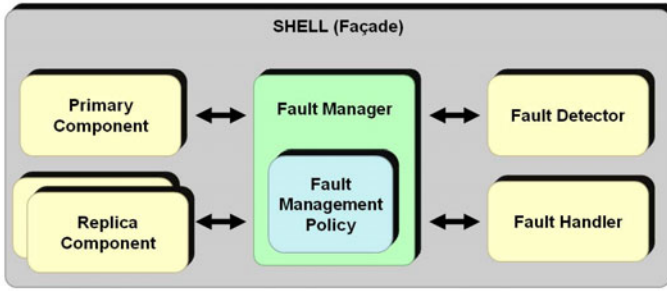 SHELL (Façade)
Primary
Component
Fault Manager
Fault Detector
Fault
Management
Policy
Replica
Component
Fault Handler